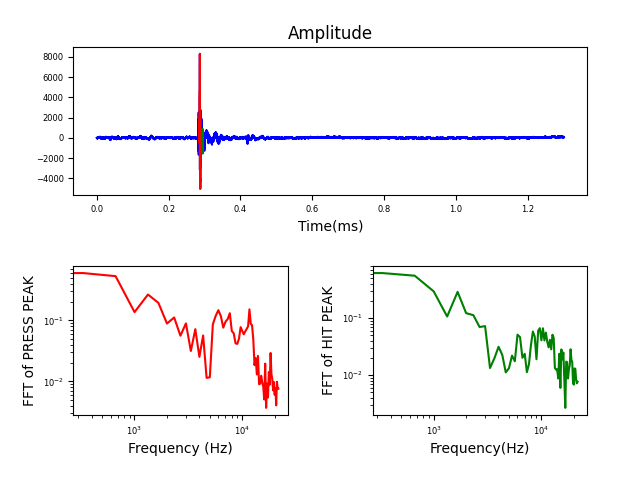 Amplitude
8000
6000
4000
2000
0
−2000
−4000
0.0 0.2 0.4 0.6 0.8 1.0 1.2
Time(ms)
FFT of PRESS PEAK
10⁻¹
10⁻²
10³ 10⁴
Frequency (Hz)
FFT of HIT PEAK
10⁻¹
10⁻²
10³ 10⁴
Frequency(Hz)